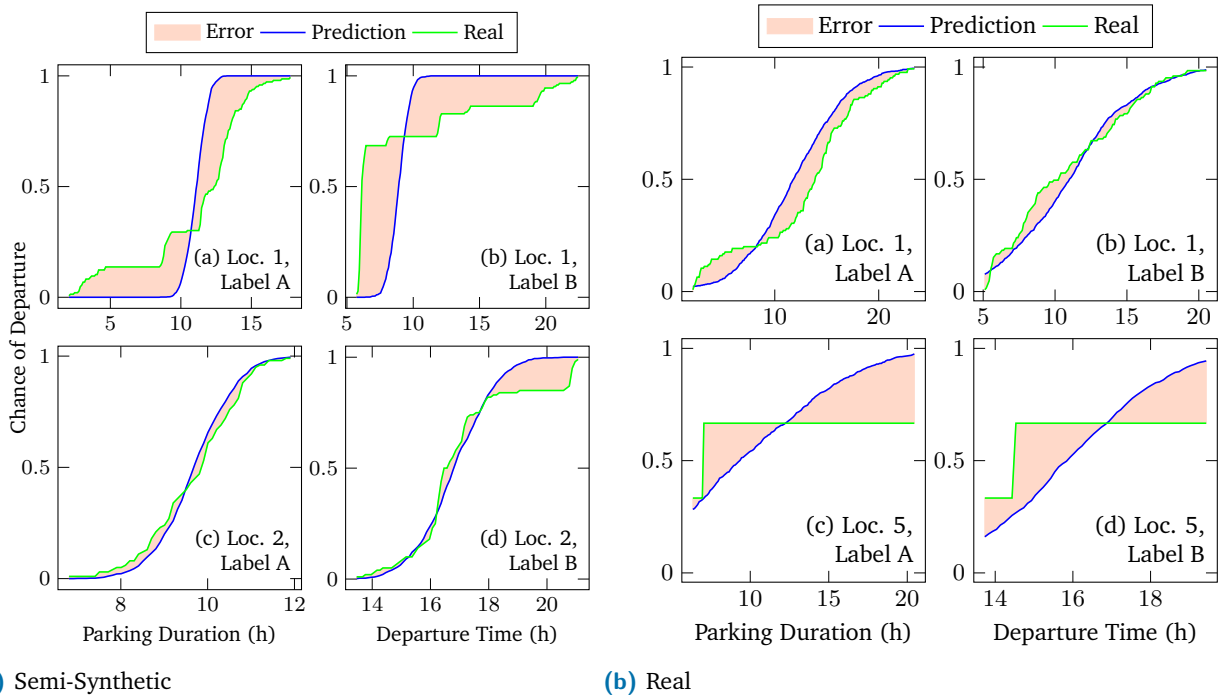 Error Prediction Real
Error Prediction Real
Chance of Departure
1
0.5
0
5 10 15
(a) Loc. 1,
Label A
5 10 15 20
(b) Loc. 1,
Label B
1
0.5
0
8 10 12
(c) Loc. 2,
Label A
Parking Duration (h)
14 16 18 20
(d) Loc. 2,
Label B
Departure Time (h)
1
0.5
0
10 20
(a) Loc. 1,
Label A
1
0.5
0
5 10 15 20
(b) Loc. 1,
Label B
1
0.5
0
10 15 20
(c) Loc. 5,
Label A
Parking Duration (h)
1
0.5
0
14 16 18
(d) Loc. 5,
Label B
Departure Time (h)
) Semi-Synthetic
(b) Real